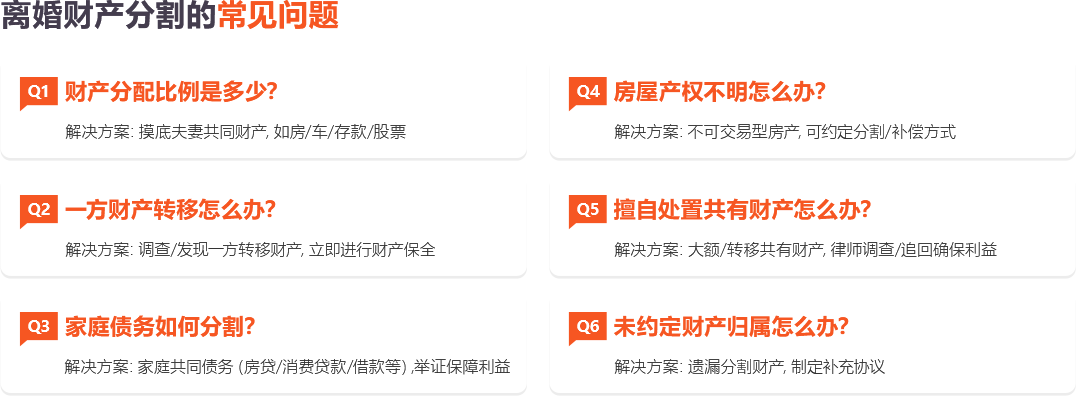 离婚财产分割的常见问题
Q1 财产分配比例是多少?
解决方案: 摸底夫妻共同财产, 如房/车/存款/股票
Q2 一方财产转移怎么办?
解决方案: 调查/发现一方转移财产, 立即进行财产保全
Q3 家庭债务如何分割?
解决方案: 家庭共同债务 (房贷/消费贷款/借款等) ,举证保障利益
Q4 房屋产权不明怎么办?
解决方案: 不可交易型房产, 可约定分割/补偿方式
Q5 擅自处置共有财产怎么办?
解决方案: 大额/转移共有财产, 律师调查/追回确保利益
Q6 未约定财产归属怎么办?
解决方案: 遗漏分割财产, 制定补充协议